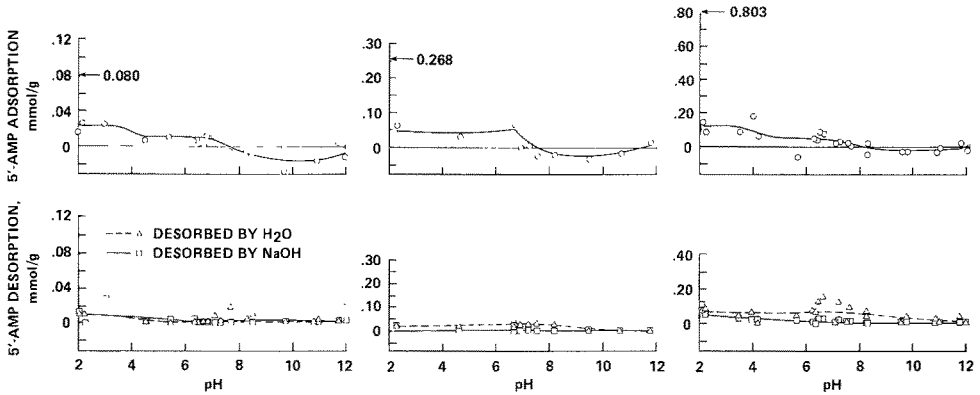 5'-AMP ADSORPTION
mmol/g
.12
.08
.04
0
0.080
.30
.20
.10
0
0.268
.80
.60
.40
.20
0
0.803
5'-AMP DESORPTION,
mmol/g
.12
.08
.04
0
DESORBED BY H2O
DESORBED BY NaOH
.30
.20
.10
0
.40
.20
0
2 4 6 8 10 12
pH
2 4 6 8 10 12
pH
2 4 6 8 10 12
pH